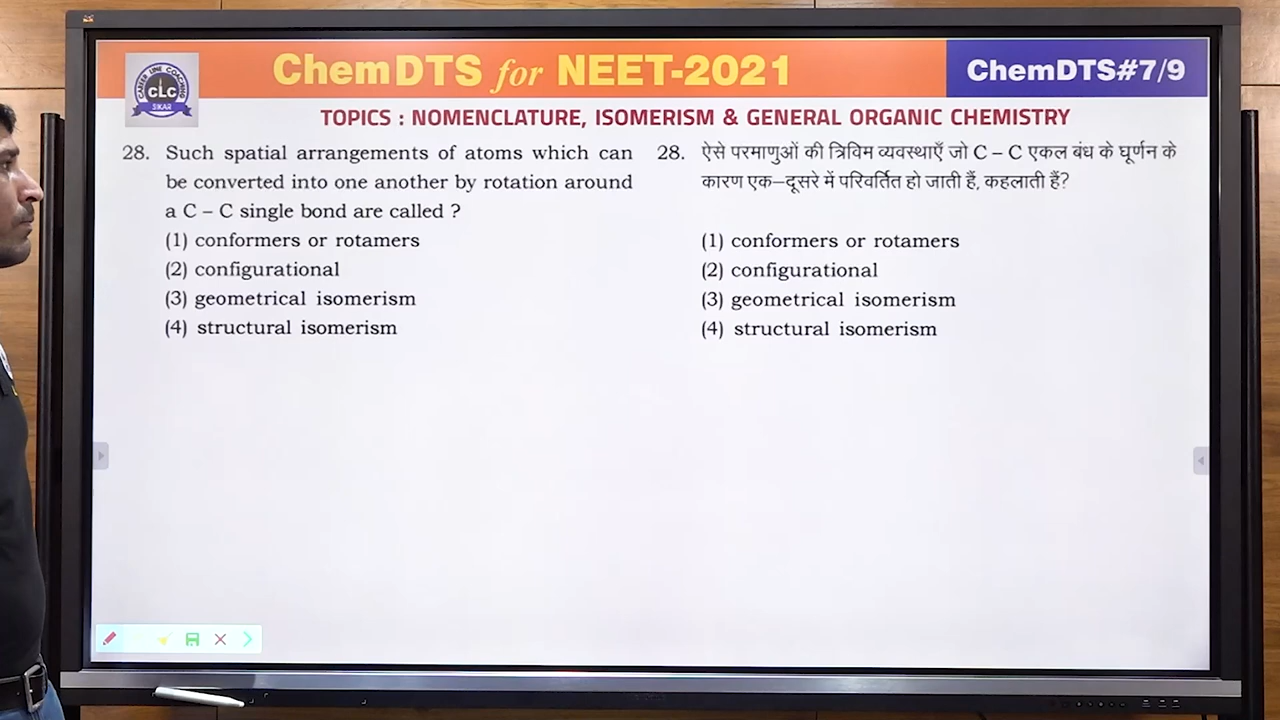 ChemDTS for NEET-2021
ChemDTS#7/9
CAREER LINE COACHING
CLC
SIKAR
TOPICS : NOMENCLATURE, ISOMERISM & GENERAL ORGANIC CHEMISTRY
28. Such spatial arrangements of atoms which can
be converted into one another by rotation around
a C – C single bond are called ?
(1) conformers or rotamers
(2) configurational
(3) geometrical isomerism
(4) structural isomerism
28. ऐसे परमाणुओं की त्रिविम व्यवस्थाएँ जो C – C एकल बंध के घूर्णन के
कारण एक–दूसरे में परिवर्तित हो जाती हैं, कहलाती हैं?
(1) conformers or rotamers
(2) configurational
(3) geometrical isomerism
(4) structural isomerism